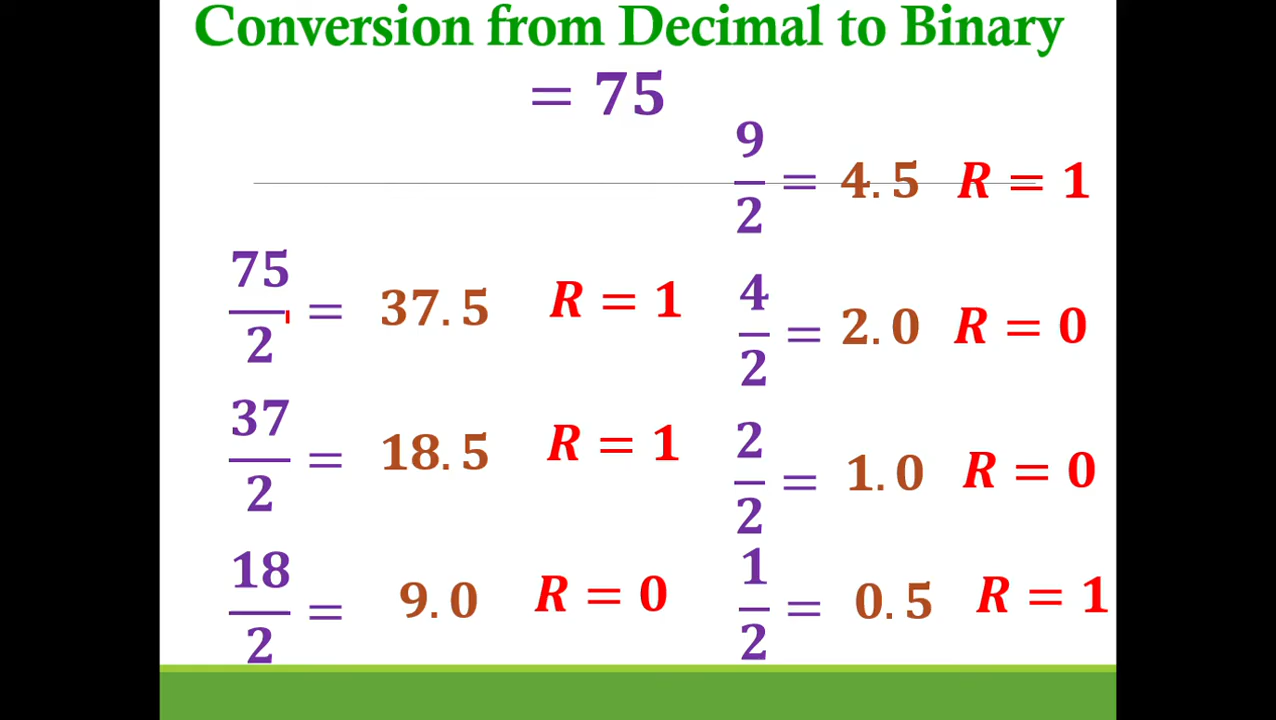 Conversion from Decimal to Binary
= 75
75/2 = 37.5 R = 1
37/2 = 18.5 R = 1
18/2 = 9.0 R = 0
9/2 = 4.5 R = 1
4/2 = 2.0 R = 0
2/2 = 1.0 R = 0
1/2 = 0.5 R = 1